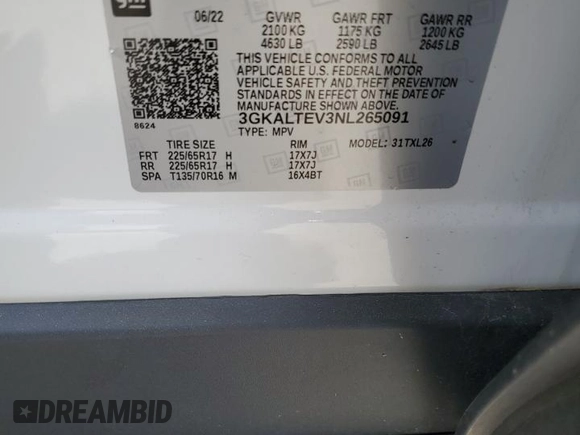 gm
06/22 GVWR GAWR FRT GAWR RR
2100 KG 1175 KG 1200 KG
4630 LB 2590 LB 2645 LB
THIS VEHICLE CONFORMS TO ALL
APPLICABLE U.S. FEDERAL MOTOR
VEHICLE SAFETY AND THEFT PREVENTION
STANDARDS IN EFFECT ON THE DATE OF
MANUFACTURE SHOWN ABOVE.
8624 3GKALTEV3NL265091
TYPE: MPV
TIRE SIZE RIM MODEL: 31TXL26
FRT 225/65R17 H 17X7J
RR 225/65R17 H 17X7J
SPA T135/70R16 M 16X4BT
DREAMBID